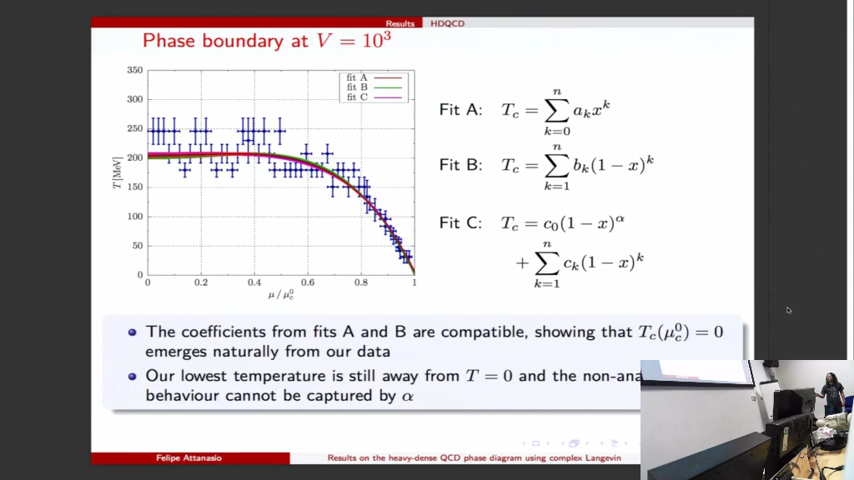 Results HDQCD
Phase boundary at V = 10³
350
300
250
200
150
100
50
0
T[MeV]
fit A
fit B
fit C
0 0.2 0.4 0.6 0.8 1
μ/μ_c^0
Fit A: T_c = ∑_{k=0}^{n} a_k x^k
Fit B: T_c = ∑_{k=1}^{n} b_k(1 − x)^k
Fit C: T_c = c_0(1 − x)^α
+ ∑_{k=1}^{n} c_k(1 − x)^k
The coefficients from fits A and B are compatible, showing that T_c(μ_c^0) = 0
emerges naturally from our data
Our lowest temperature is still away from T = 0 and the non-ana
behaviour cannot be captured by α
Felipe Attanasio Results on the heavy-dense QCD phase diagram using complex Langevin